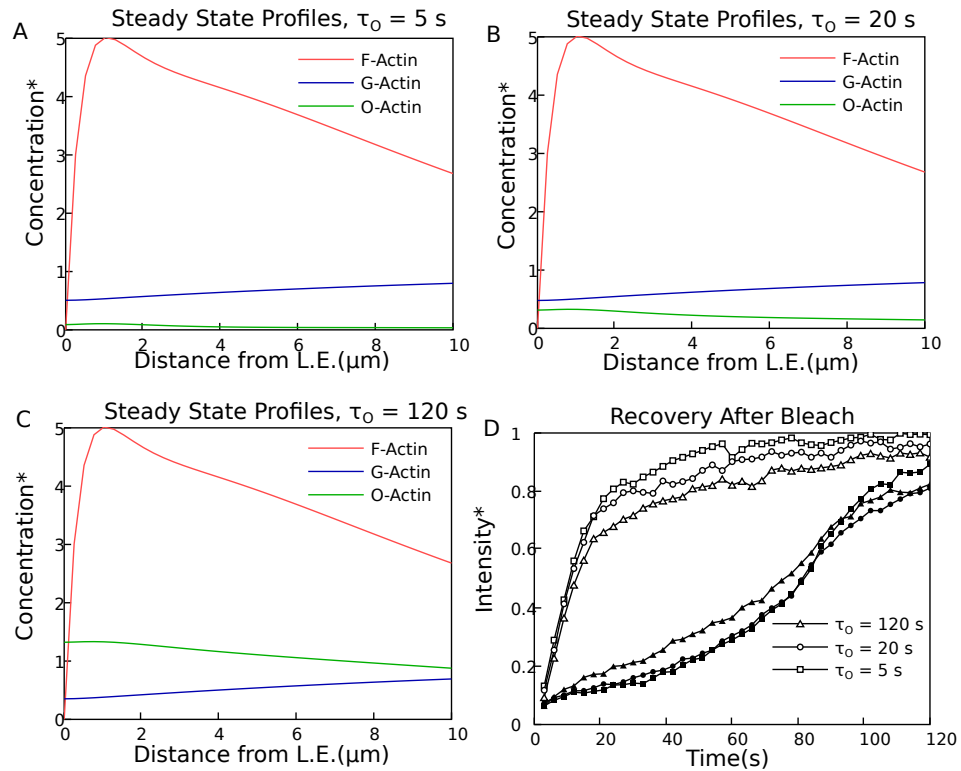 A
Steady State Profiles, τO = 5 s
Concentration*
5
4
3
2
1
0
F-Actin
G-Actin
O-Actin
0 2 4 6 8 10
Distance from L.E.(μm)
B
Steady State Profiles, τO = 20 s
Concentration*
5
4
3
2
1
0
F-Actin
G-Actin
O-Actin
0 2 4 6 8 10
Distance from L.E.(μm)
C
Steady State Profiles, τO = 120 s
Concentration*
5
4
3
2
1
0
F-Actin
G-Actin
O-Actin
0 2 4 6 8 10
Distance from L.E.(μm)
D
Recovery After Bleach
Intensity*
1
0.8
0.6
0.4
0.2
0
τO = 120 s
τO = 20 s
τO = 5 s
0 20 40 60 80 100 120
Time(s)